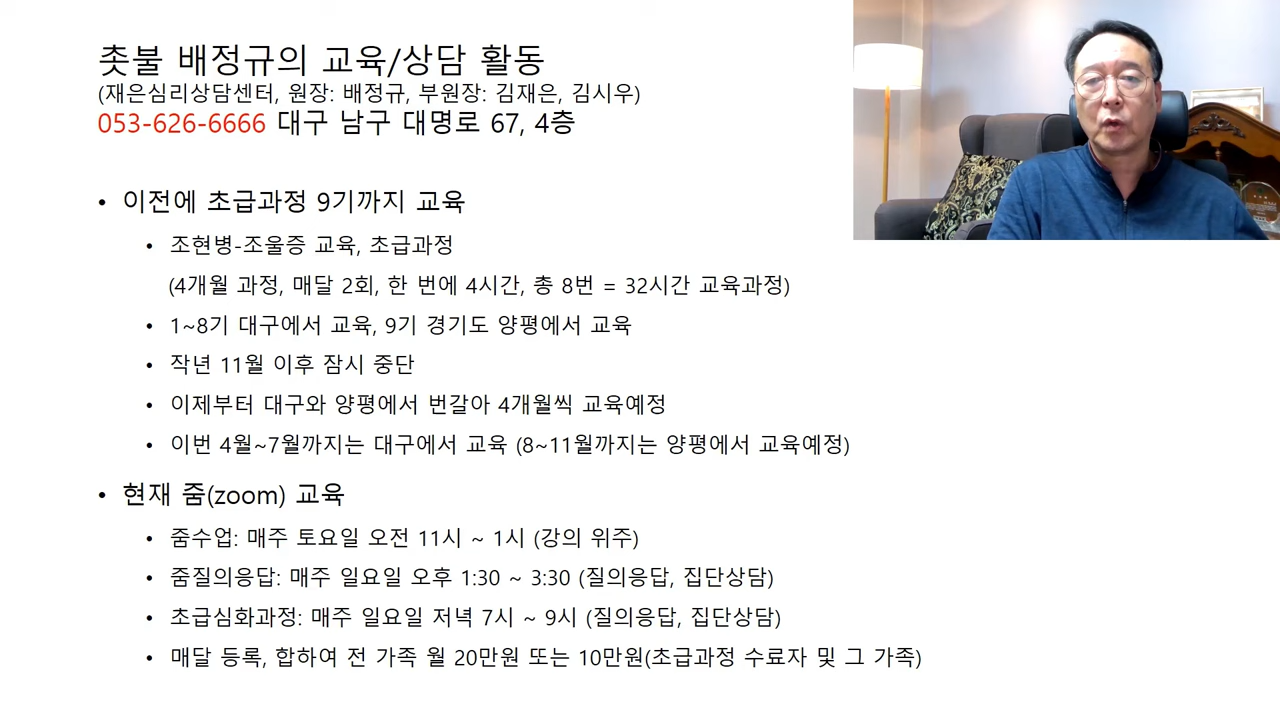 촛불 배정규의 교육/상담 활동
(재은심리상담센터, 원장: 배정규, 부원장: 김재은, 김시우)
053-626-6666 대구 남구 대명로 67, 4층
• 이전에 초급과정 9기까지 교육
• 조현병-조울증 교육, 초급과정
(4개월 과정, 매달 2회, 한 번에 4시간, 총 8번 = 32시간 교육과정)
• 1~8기 대구에서 교육, 9기 경기도 양평에서 교육
• 작년 11월 이후 잠시 중단
• 이제부터 대구와 양평에서 번갈아 4개월씩 교육예정
• 이번 4월~7월까지는 대구에서 교육 (8~11월까지는 양평에서 교육예정)
• 현재 줌(zoom) 교육
• 줌수업: 매주 토요일 오전 11시 ~ 1시 (강의 위주)
• 줌질의응답: 매주 일요일 오후 1:30 ~ 3:30 (질의응답, 집단상담)
• 초급심화과정: 매주 일요일 저녁 7시 ~ 9시 (질의응답, 집단상담)
• 매달 등록, 합하여 전 가족 월 20만원 또는 10만원(초급과정 수료자 및 그 가족)